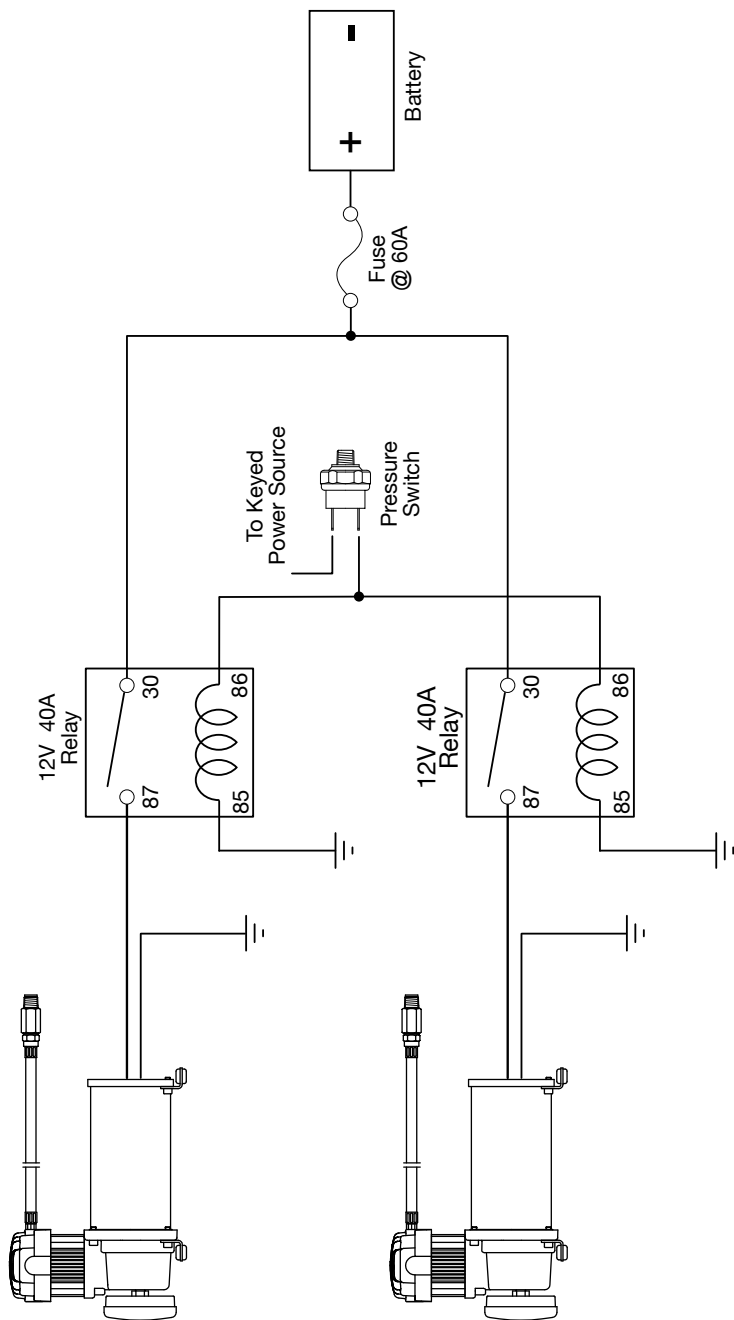 -
Battery
+
Fuse
@ 60A
To Keyed
Power Source
Pressure
Switch
12V 40A
Relay
30
87
86
85
12V 40A
Relay
30
87
86
85